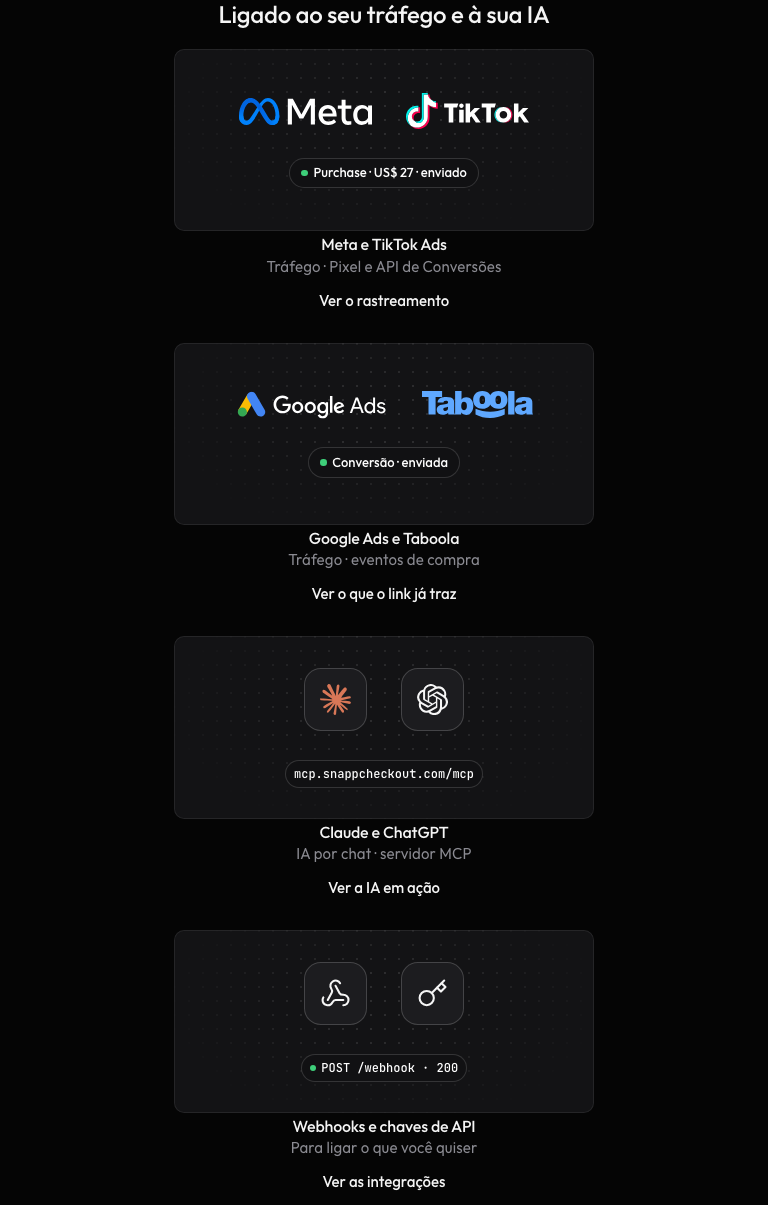 Ligado ao seu tráfego e à sua IA
Meta TikTok
Purchase · US$ 27 · enviado
Meta e TikTok Ads
Tráfego · Pixel e API de Conversões
Ver o rastreamento
Google Ads Taboola
Conversão · enviada
Google Ads e Taboola
Tráfego · eventos de compra
Ver o que o link já traz
mcp.snappcheckout.com/mcp
Claude e ChatGPT
IA por chat · servidor MCP
Ver a IA em ação
POST /webhook · 200
Webhooks e chaves de API
Para ligar o que você quiser
Ver as integrações